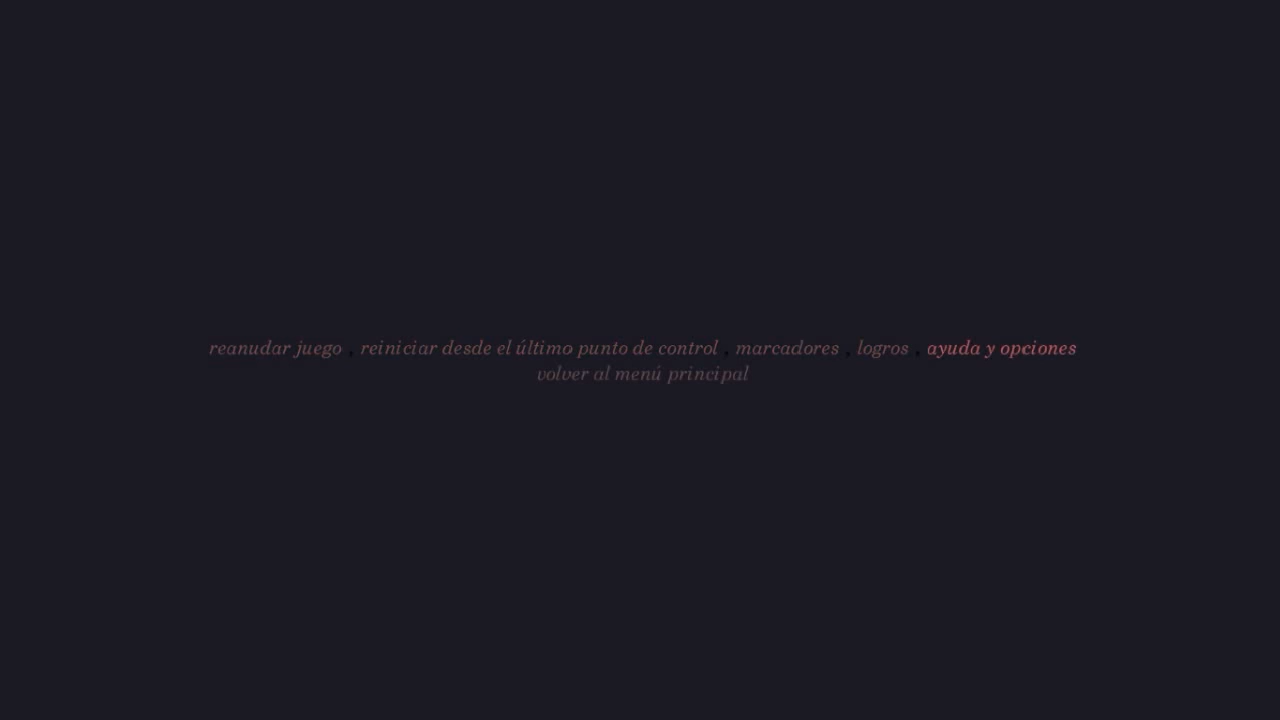 reanudar juego , reiniciar desde el último punto de control , marcadores , logros , ayuda y opciones
volver al menú principal